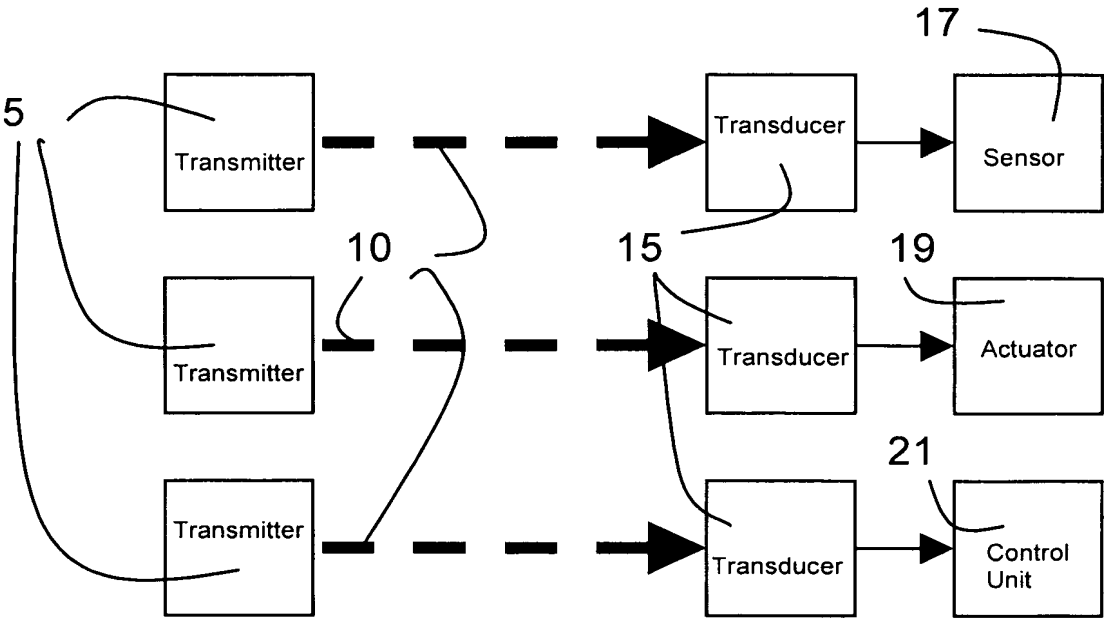 17
5
Transmitter
Transducer
Sensor
10
15
19
Transmitter
Transducer
Actuator
21
Transmitter
Transducer
Control
Unit